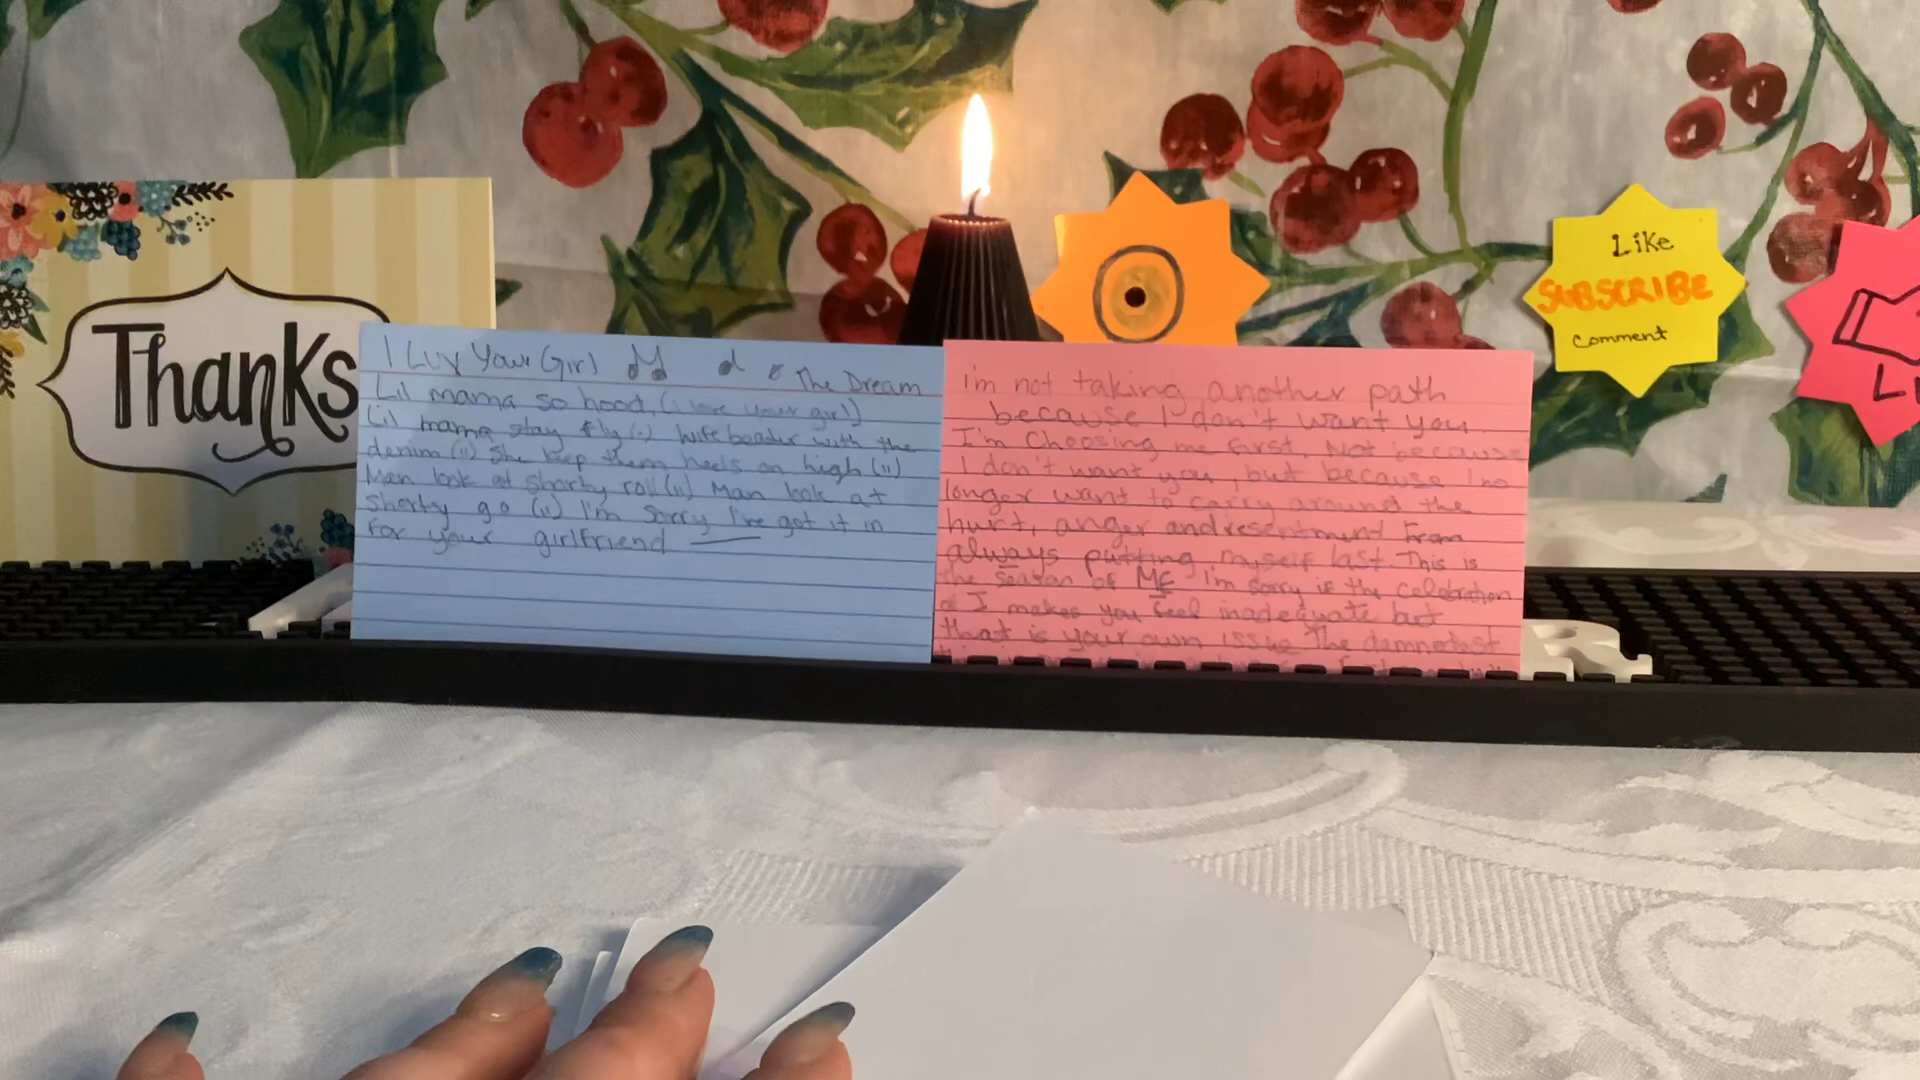 Thanks
I Luv Your Girl
The Dream
Lil mama so hood, (I love your girl)
Lil mama stay fly (") wife beader with the
denim (") She keep them heels on high (")
Man look at shorty roll (") Man look at
shorty go (") I'm sorry I've got it in
for your girlfriend
i'm not taking another path
because I don't want you.
I'm Choosing me first, Not because
I don't want you, but because I no
longer want to carry around the
hurt, anger and resentment from
always putting myself last. This is
the season of ME I'm sorry if the celebration
of I makes you feel inadequate but
that is your own issue The damnedest
Like
SUBSCRIBE
comment